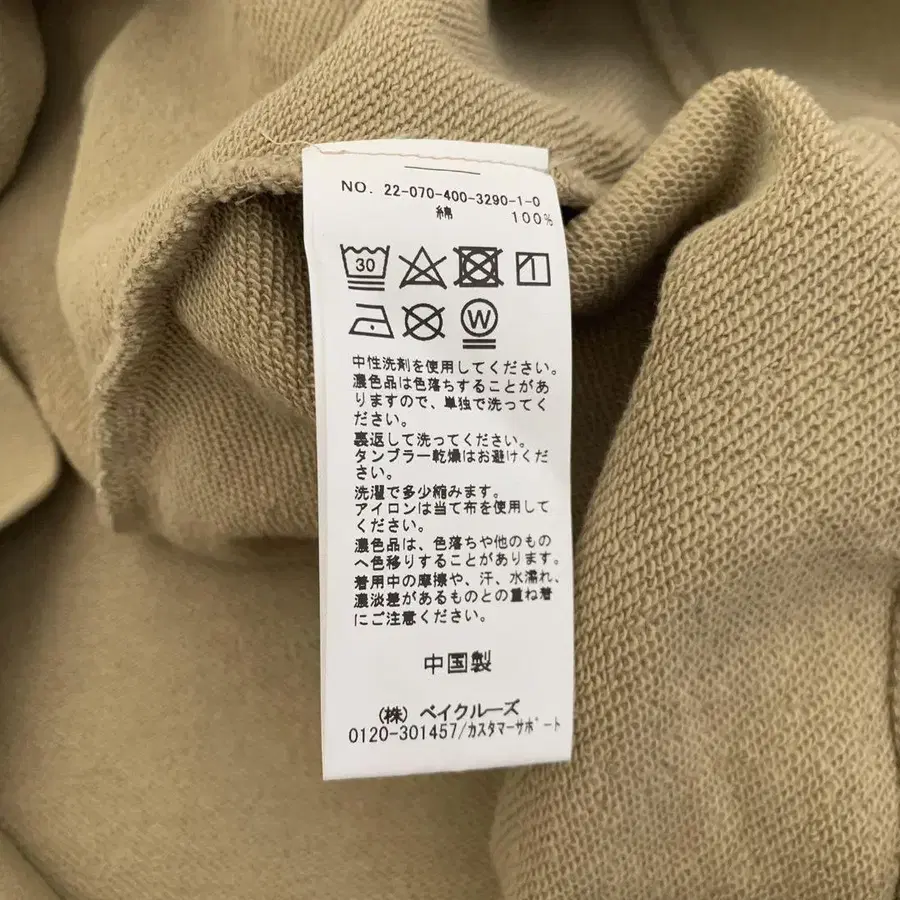 NO. 22-070-400-3290-1-0
綿 100%
30
W
中性洗剤を使用してください。
濃色品は色落ちすることがあ
りますので、単独で洗ってく
ださい。
裏返して洗ってください。
タンブラー乾燥はお避けくだ
さい。
洗濯で多少縮みます。
アイロンは当て布を使用して
ください。
濃色品は、色落ちや他のもの
へ色移りすることがあります。
着用中の摩擦や、汗、水濡れ、
濃淡差があるものとの重ね着
にご注意ください。
中国製
(株) ベイクルーズ
0120-301457/カスタマーサポート